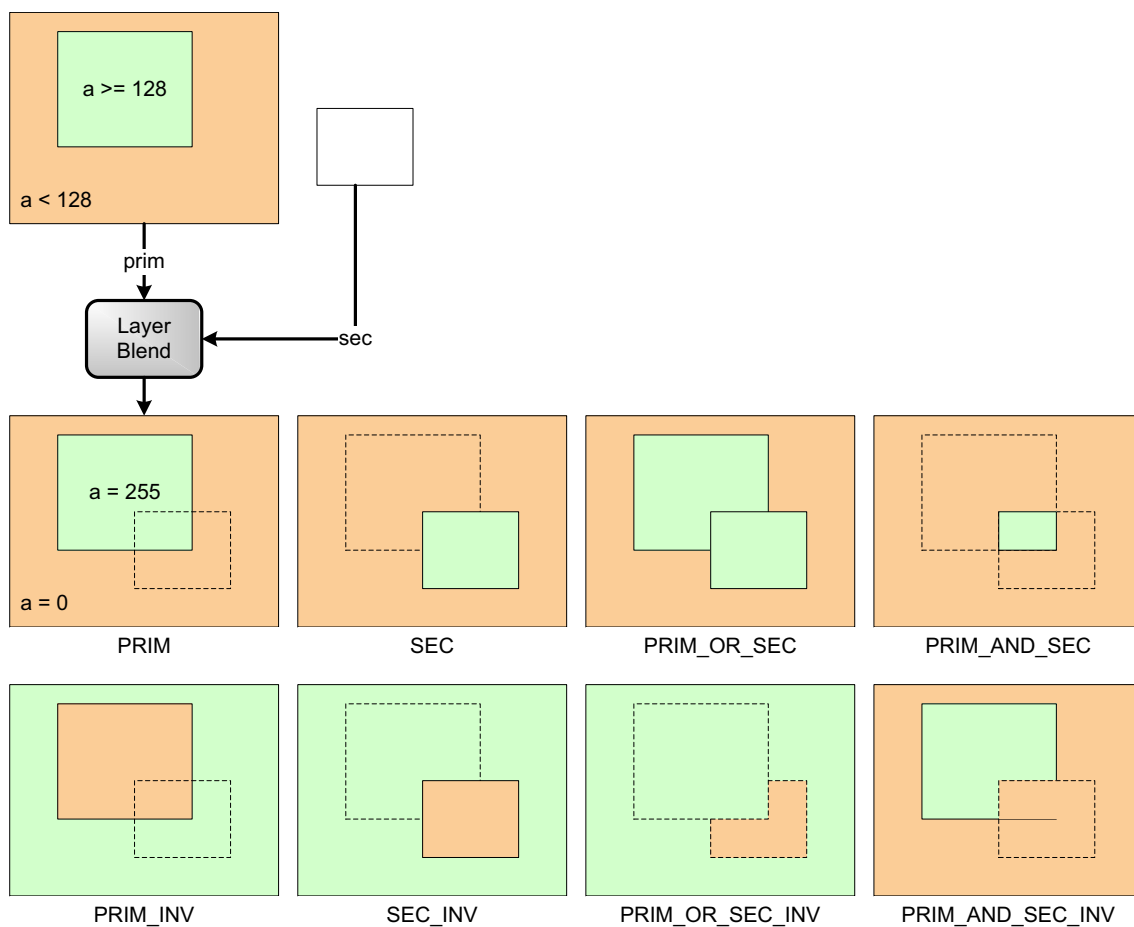 a >= 128
a < 128
prim
Layer
Blend
sec
a = 255
a = 0
PRIM
SEC
PRIM_OR_SEC
PRIM_AND_SEC
PRIM_INV
SEC_INV
PRIM_OR_SEC_INV
PRIM_AND_SEC_INV